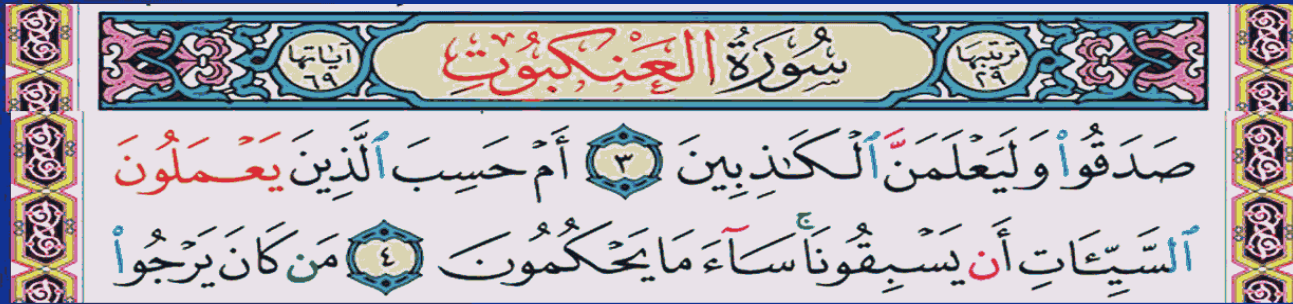 ترتيبها ٢٩ سُورَةُ العَنْكَبُوتِ آياتها ٦٩
صَدَقُوا۟ وَلَيَعْلَمَنَّ ٱلْكَـٰذِبِينَ ٣ أَمْ حَسِبَ ٱلَّذِينَ يَعْمَلُونَ
ٱلسَّيِّـَٔاتِ أَن يَسْبِقُونَا ۚ سَآءَ مَا يَحْكُمُونَ ٤ مَن كَانَ يَرْجُوا۟